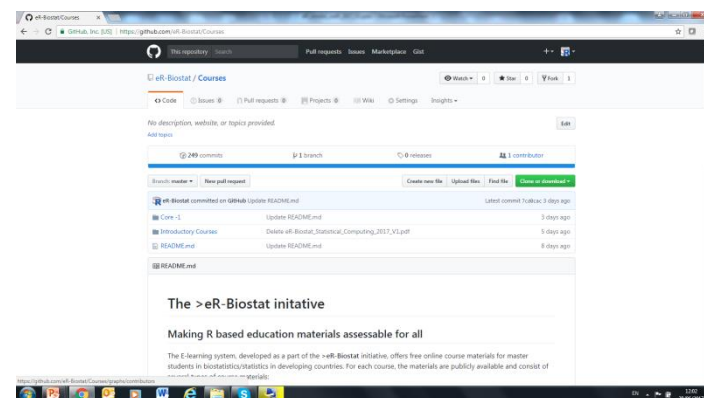 eR-Biostat/Courses
GitHub, Inc. [US] https://github.com/eR-Biostat/Courses
This repository Search Pull requests Issues Marketplace Gist
eR-Biostat / Courses
Watch 0 Star 0 Fork 1
Code Issues 0 Pull requests 0 Projects 0 Wiki Settings Insights
No description, website, or topics provided. Edit
Add topics
249 commits 1 branch 0 releases 1 contributor
Branch: master New pull request Create new file Upload files Find file Clone or download
eR-Biostat committed on GitHub Update README.md Latest commit 3 days ago
Core -1 Update README.md 3 days ago
Introductory Courses Delete eR-Biostat_Statistical_Computing_2017_V1.pdf 5 days ago
README.md Update README.md 8 days ago
README.md
The >eR-Biostat initative
Making R based education materials assessable for all
The E-learning system, developed as a part of the >eR-Biostat initiative, offers free online course materials for master
students in biostatistics/statistics in developing countries. For each course, the materials are publicly available and consist of
several types of course materials:
https://github.com/eR-Biostat/Courses/graphs/contributors
EN 12:02